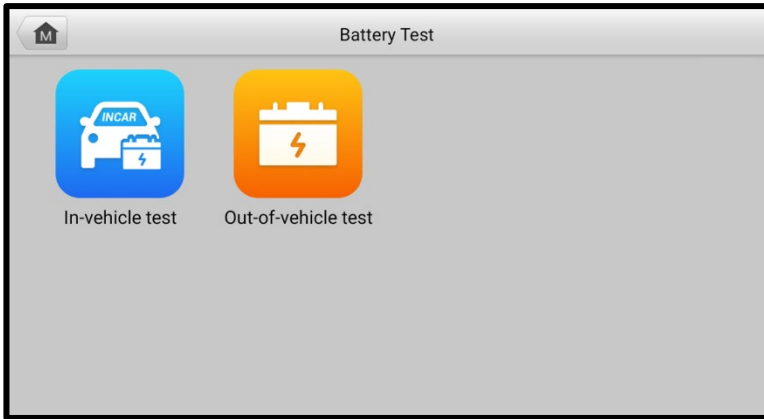 M
Battery Test
INCAR
In-vehicle test
Out-of-vehicle test